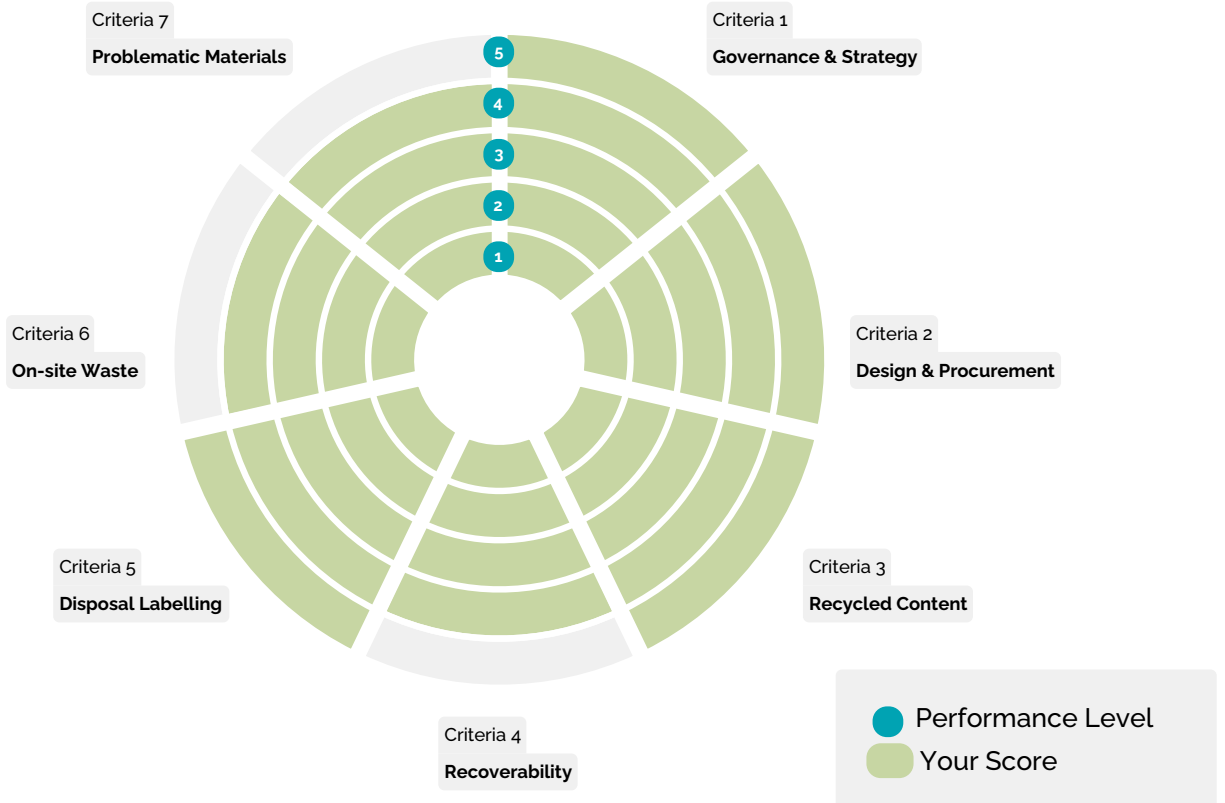 Criteria 7
Problematic Materials
Criteria 1
Governance & Strategy
5
4
3
2
1
Criteria 6
On-site Waste
Criteria 2
Design & Procurement
Criteria 5
Disposal Labelling
Criteria 3
Recycled Content
Criteria 4
Recoverability
Performance Level
Your Score